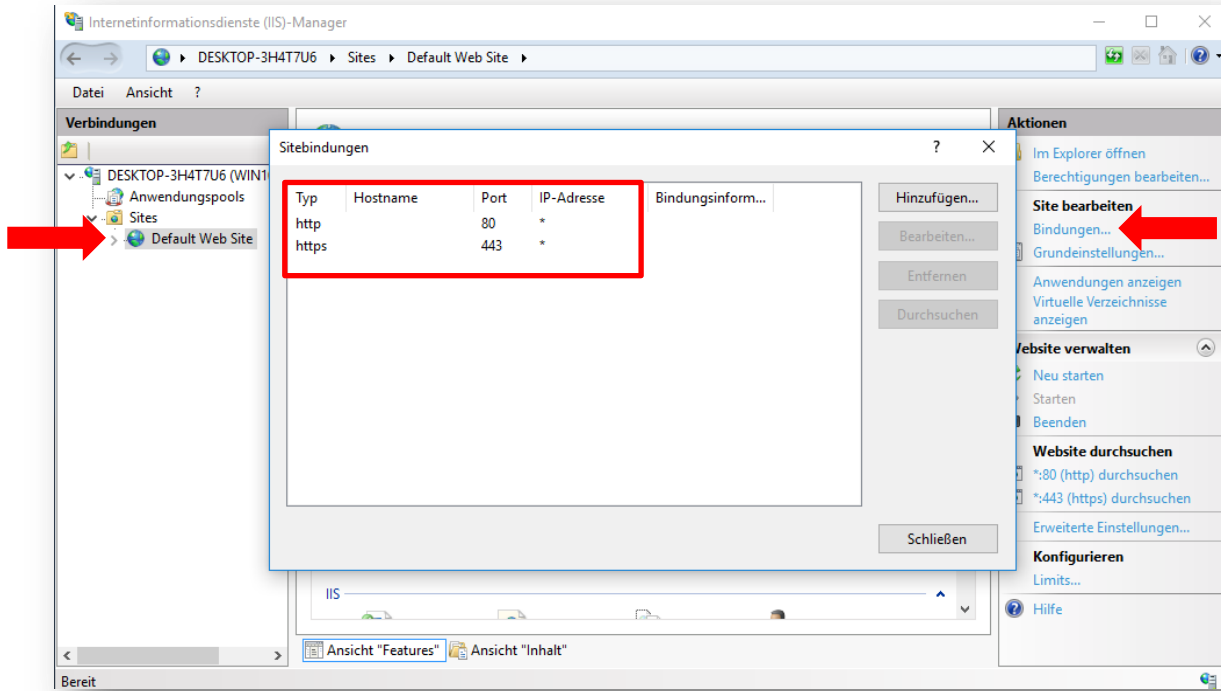 Internetinformationsdienste (IIS)-Manager
DESKTOP-3H4T7U6 Sites Default Web Site
Datei Ansicht ?
Verbindungen
DESKTOP-3H4T7U6 (WIN1
Anwendungspools
Sites
Default Web Site
Sitebindungen
?
Typ Hostname Port IP-Adresse Bindungsinform...
http 80 *
https 443 *
Hinzufügen...
Bearbeiten...
Entfernen
Durchsuchen
Schließen
IIS
Ansicht "Features" Ansicht "Inhalt"
Aktionen
Im Explorer öffnen
Berechtigungen bearbeiten...
Site bearbeiten
Bindungen...
Grundeinstellungen...
Anwendungen anzeigen
Virtuelle Verzeichnisse
anzeigen
Website verwalten
Neu starten
Starten
Beenden
Website durchsuchen
*:80 (http) durchsuchen
*:443 (https) durchsuchen
Erweiterte Einstellungen...
Konfigurieren
Limits...
Hilfe
Bereit